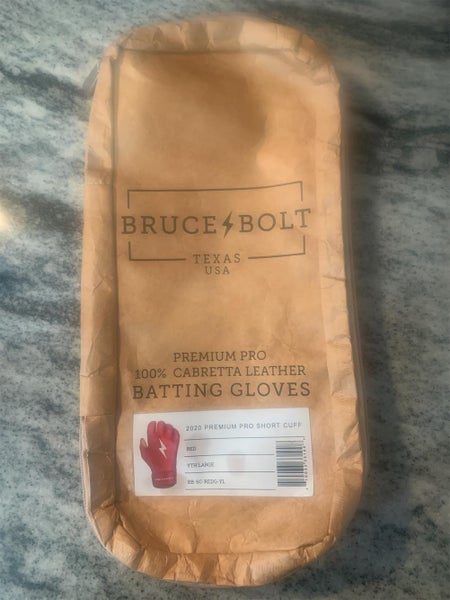 BRUCE BOLT
TEXAS
USA
PREMIUM PRO
100% CABRETTA LEATHER
BATTING GLOVES
2020 PREMIUM PRO SHORT CUFF
RED
YTH LARGE